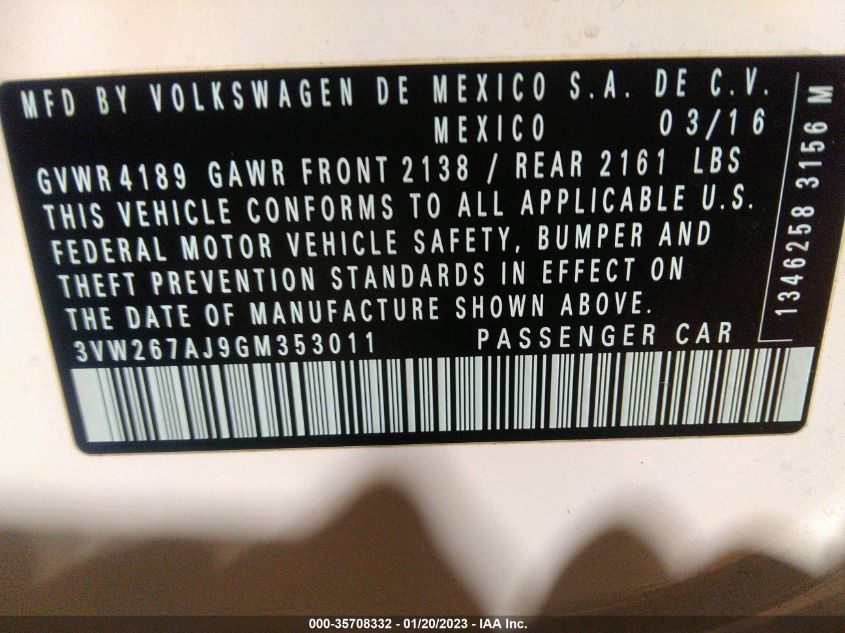 MFD BY VOLKSWAGEN DE MEXICO S.A. DE C.V.
MEXICO 03/16
GVWR 4189 GAWR FRONT 2138 / REAR 2161 LBS
THIS VEHICLE CONFORMS TO ALL APPLICABLE U.S.
FEDERAL MOTOR VEHICLE SAFETY, BUMPER AND
THEFT PREVENTION STANDARDS IN EFFECT ON
THE DATE OF MANUFACTURE SHOWN ABOVE.
3VW267AJ9GM353011 PASSENGER CAR
1346258 3156 M
000-35708332 - 01/20/2023 - IAA Inc.